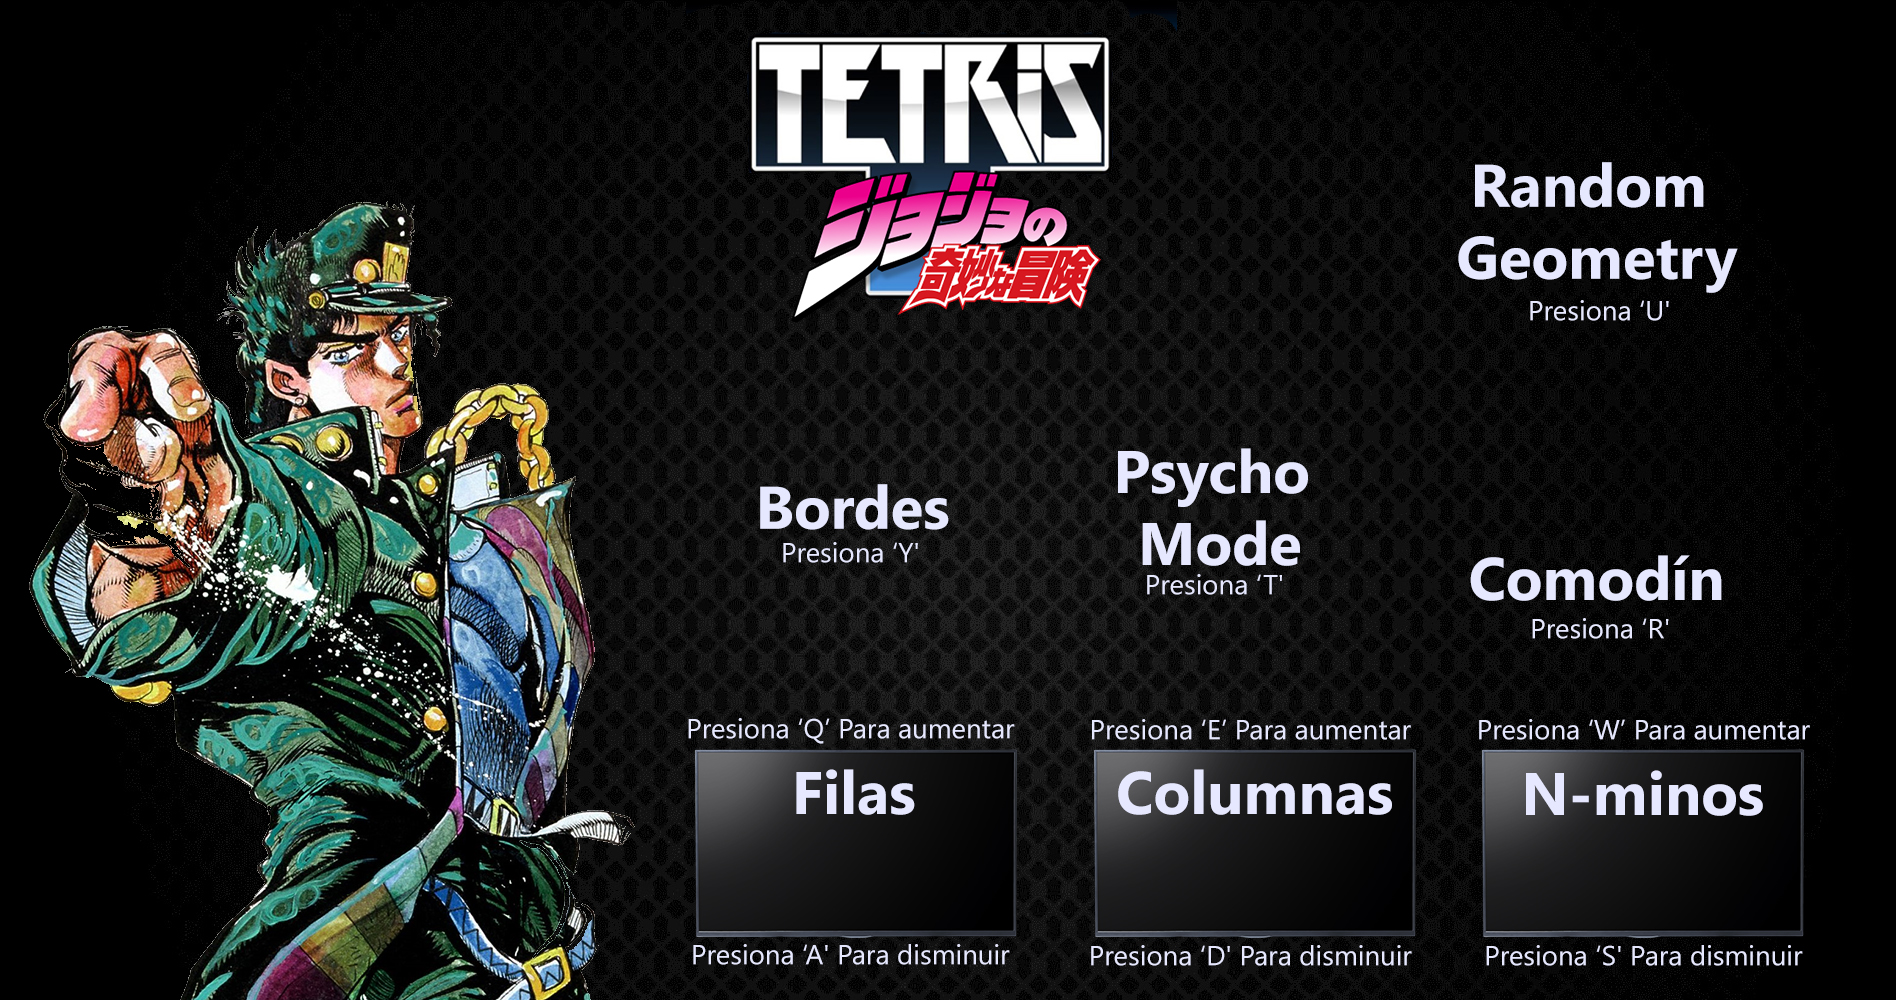 TETRiS
ジョジョの
奇妙な冒険
Random
Geometry
Presiona ‘U'
Bordes
Presiona ‘Y'
Psycho
Mode
Presiona ‘T'
Comodín
Presiona ‘R'
Presiona ‘Q’ Para aumentar
Filas
Presiona ‘A' Para disminuir
Presiona ‘E’ Para aumentar
Columnas
Presiona ‘D' Para disminuir
Presiona ‘W’ Para aumentar
N-minos
Presiona ‘S' Para disminuir